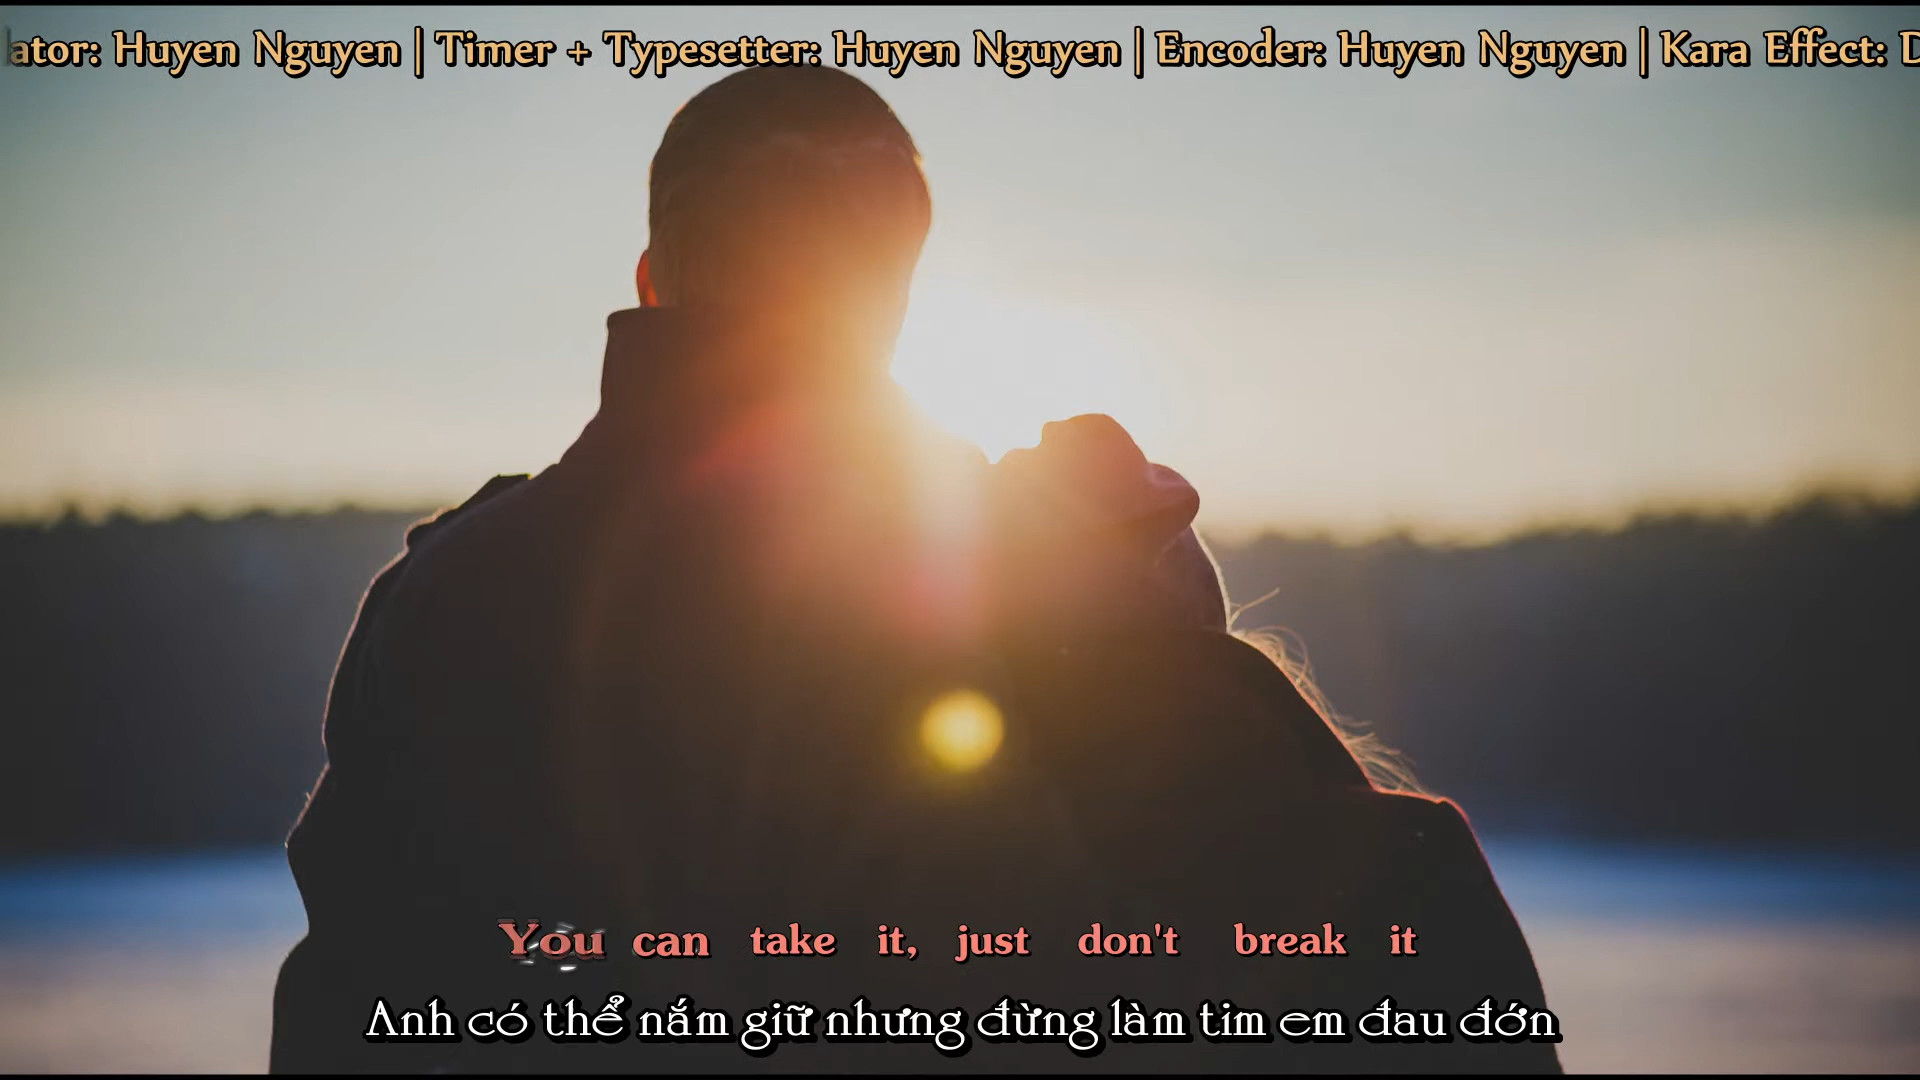 ator: Huyen Nguyen | Timer + Typesetter: Huyen Nguyen | Encoder: Huyen Nguyen | Kara Effect: D
You can take it, just don't break it
Anh có thể nắm giữ nhưng đừng làm tim em đau đớn